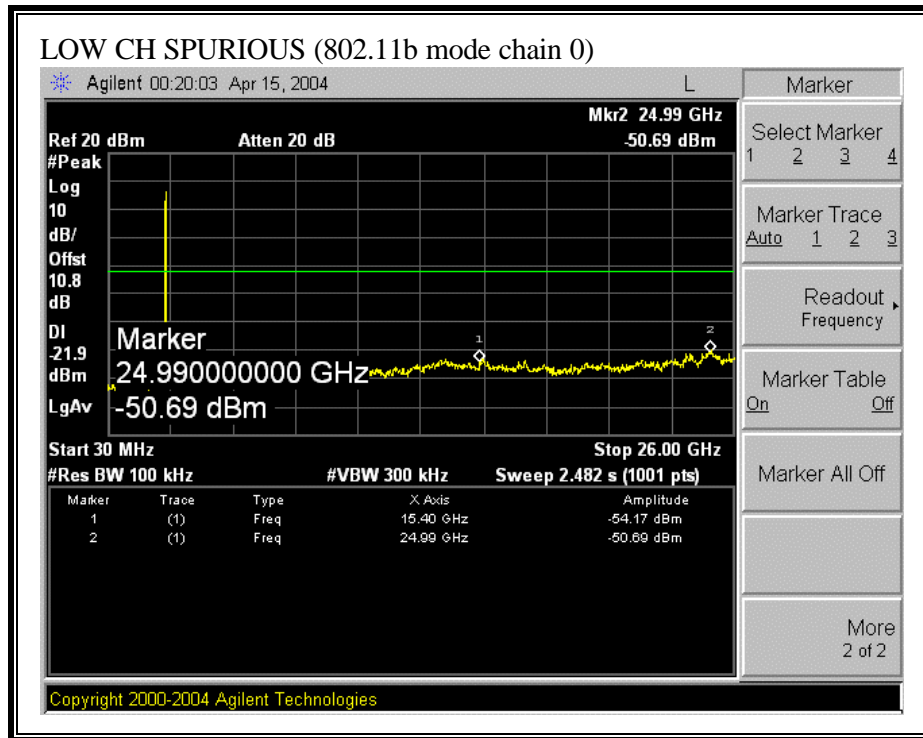 LOW CH SPURIOUS (802.11b mode chain 0)
Agilent 00:20:03 Apr 15, 2004 L
Mkr2 24.99 GHz
Ref 20 dBm Atten 20 dB -50.69 dBm
#Peak
Log
10
dB/
Offst
10.8
dB
DI
-21.9
dBm
LgAv
1
2
Marker
24.990000000 GHz
-50.69 dBm
Start 30 MHz Stop 26.00 GHz
#Res BW 100 kHz #VBW 300 kHz Sweep 2.482 s (1001 pts)
Marker Trace Type X Axis Amplitude
1 (1) Freq 15.40 GHz -54.17 dBm
2 (1) Freq 24.99 GHz -50.69 dBm
Marker
Select Marker
1 2 3 4
Marker Trace
Auto 1 2 3
Readout
Frequency
Marker Table
On Off
Marker All Off
More
2 of 2
Copyright 2000-2004 Agilent Technologies